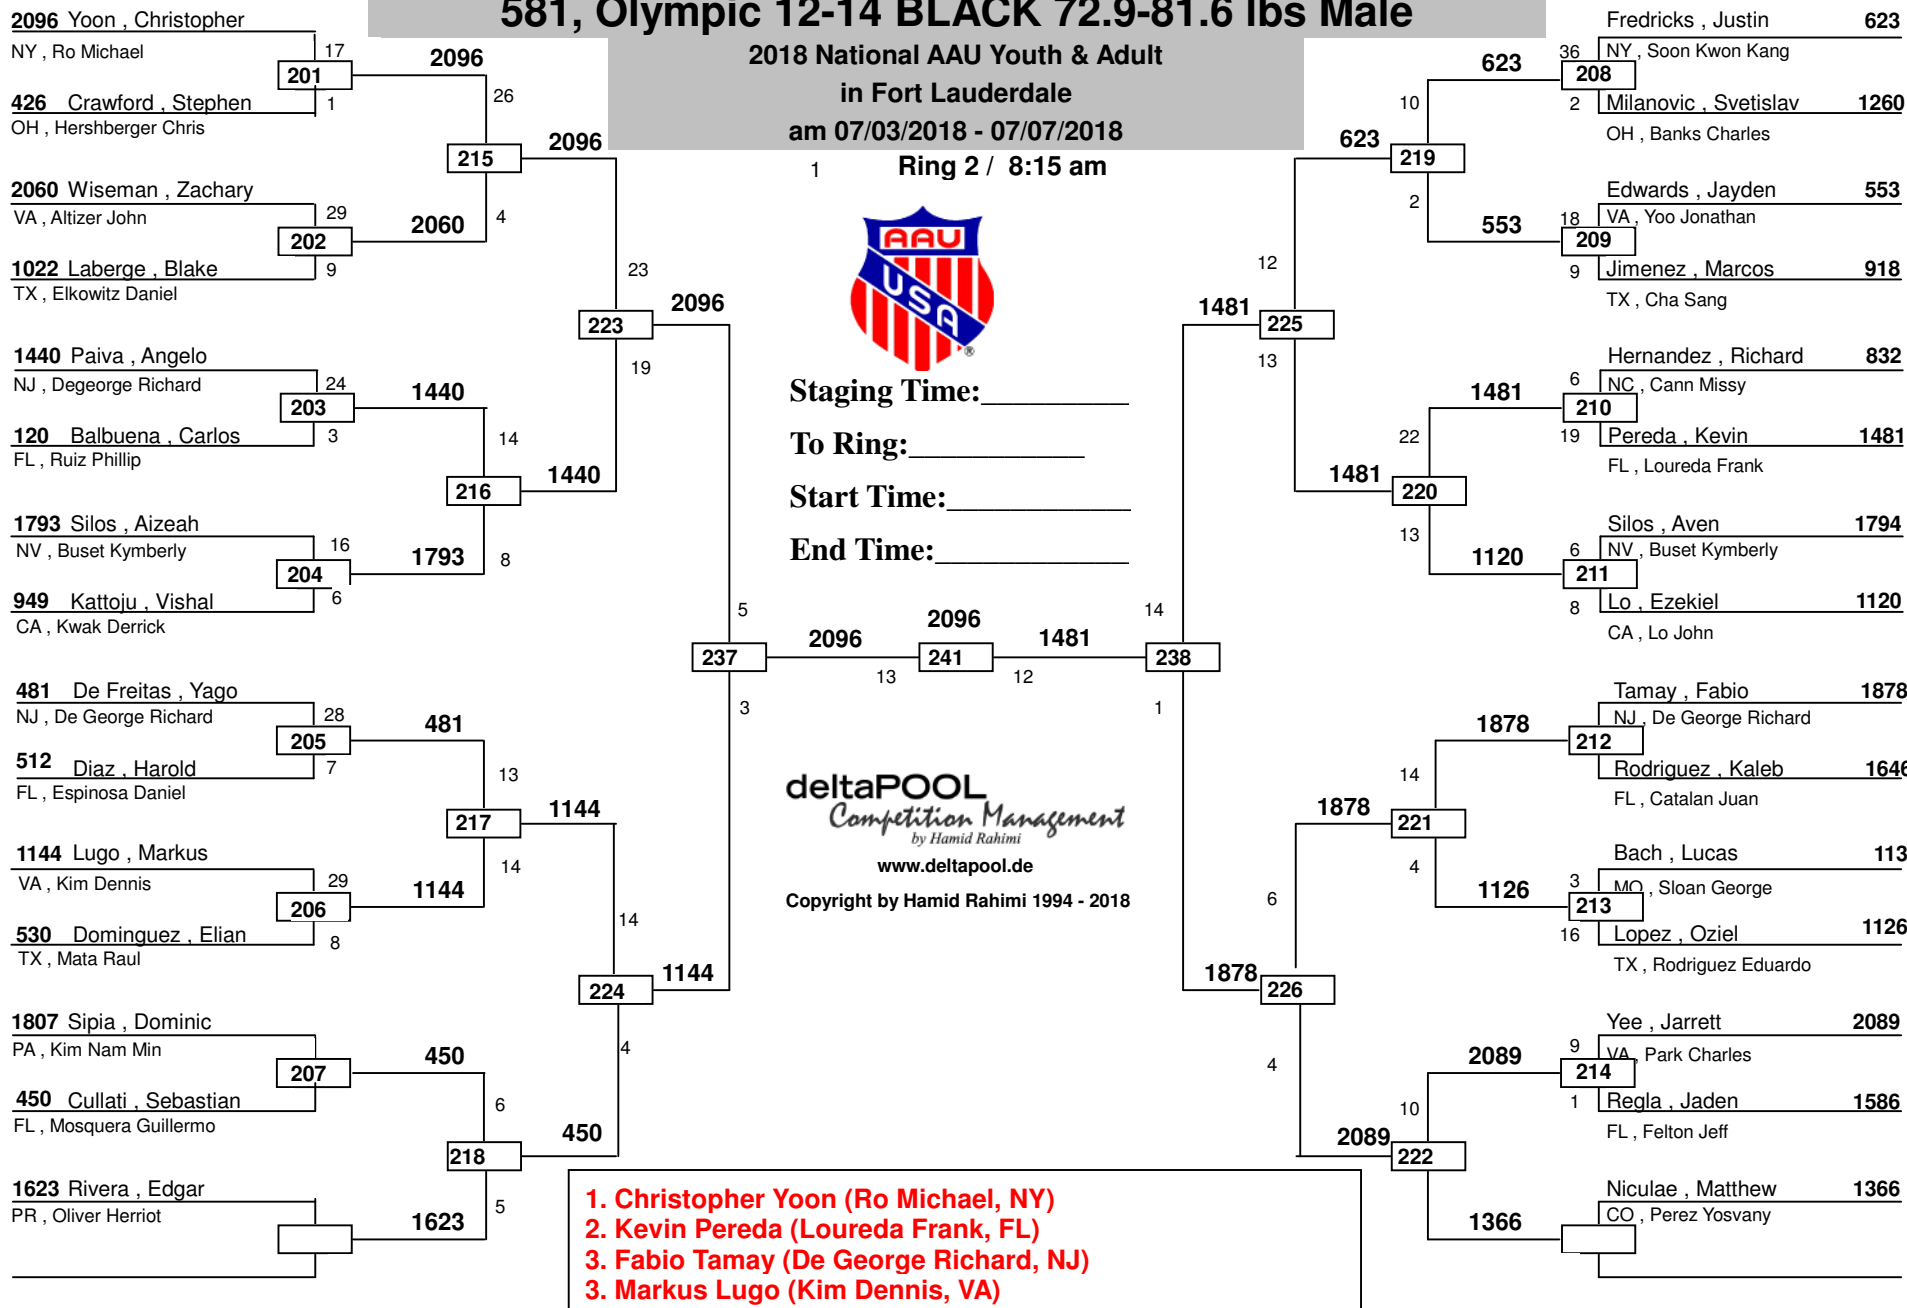 581, Olympic 12-14 BLACK 72.9-81.6 lbs Male
2018 National AAU Youth & Adult
in Fort Lauderdale
am 07/03/2018 - 07/07/2018
1 Ring 2 / 8:15 am
AAU
USA
®
Staging Time:__________
To Ring:___________
Start Time:____________
End Time:____________
2096 Yoon , Christopher
NY , Ro Michael
17
201
2096
426 Crawford , Stephen
1
OH , Hershberger Chris
26
215
2096
2060 Wiseman , Zachary
VA , Altizer John
29
202
2060
4
1022 Laberge , Blake
9
TX , Elkowitz Daniel
23
223
2096
19
1440 Paiva , Angelo
NJ , Degeorge Richard
24
203
1440
120 Balbuena , Carlos
3
FL , Ruiz Phillip
14
216
1440
1793 Silos , Aizeah
NV , Buset Kymberly
16
204
1793
8
949 Kattoju , Vishal
6
CA , Kwak Derrick
5
237
2096
3
481 De Freitas , Yago
NJ , De George Richard
28
205
481
512 Diaz , Harold
7
FL , Espinosa Daniel
13
217
1144
1144 Lugo , Markus
VA , Kim Dennis
29
206
1144
14
530 Dominguez , Elian
8
TX , Mata Raul
14
224
1144
4
1807 Sipia , Dominic
PA , Kim Nam Min
207
450
450 Cullati , Sebastian
FL , Mosquera Guillermo
6
218
450
1623 Rivera , Edgar
PR , Oliver Herriot
1623
5
2096
13
241
12
1481
238
14
1
Fredricks , Justin 623
NY , Soon Kwon Kang
36
208
623
2
Milanovic , Svetislav 1260
OH , Banks Charles
10
219
623
2
Edwards , Jayden 553
VA , Yoo Jonathan
18
209
553
9
Jimenez , Marcos 918
TX , Cha Sang
12
225
1481
13
Hernandez , Richard 832
NC , Cann Missy
6
210
1481
19
Pereda , Kevin 1481
FL , Loureda Frank
22
220
1481
13
Silos , Aven 1794
NV , Buset Kymberly
6
211
1120
8
Lo , Ezekiel 1120
CA , Lo John
Tamay , Fabio 1878
NJ , De George Richard
212
1878
Rodriguez , Kaleb 1646
FL , Catalan Juan
14
221
1878
4
Bach , Lucas 113
MO , Sloan George
3
213
1126
16
Lopez , Oziel 1126
TX , Rodriguez Eduardo
6
226
1878
4
Yee , Jarrett 2089
VA , Park Charles
9
214
2089
1
Regla , Jaden 1586
FL , Felton Jeff
10
222
2089
Niculae , Matthew 1366
CO , Perez Yosvany
1366
deltaPOOL
Competition Management
by Hamid Rahimi
www.deltapool.de
Copyright by Hamid Rahimi 1994 - 2018
1. Christopher Yoon (Ro Michael, NY)
2. Kevin Pereda (Loureda Frank, FL)
3. Fabio Tamay (De George Richard, NJ)
3. Markus Lugo (Kim Dennis, VA)